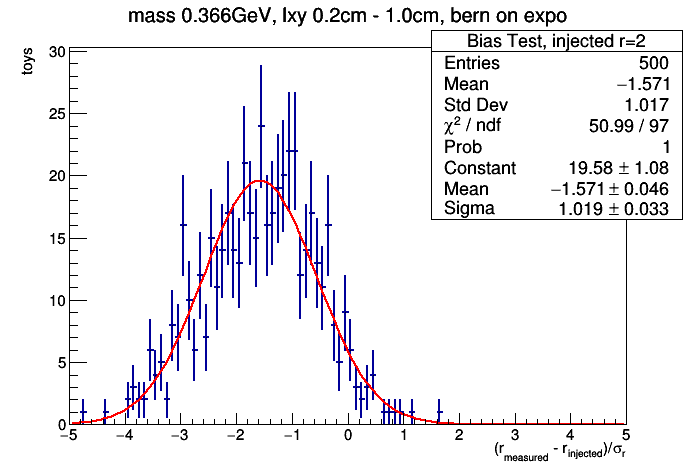 mass 0.366GeV, lxy 0.2cm - 1.0cm, bern on expo
Bias Test, injected r=2
Entries 500
Mean −1.571
Std Dev 1.017
χ² / ndf 50.99 / 97
Prob 1
Constant 19.58 ± 1.08
Mean −1.571 ± 0.046
Sigma 1.019 ± 0.033
toys
30
25
20
15
10
5
0
−5 −4 −3 −2 −1 0 1 2 3 4 5
(r_measured - r_injected)/σ_r